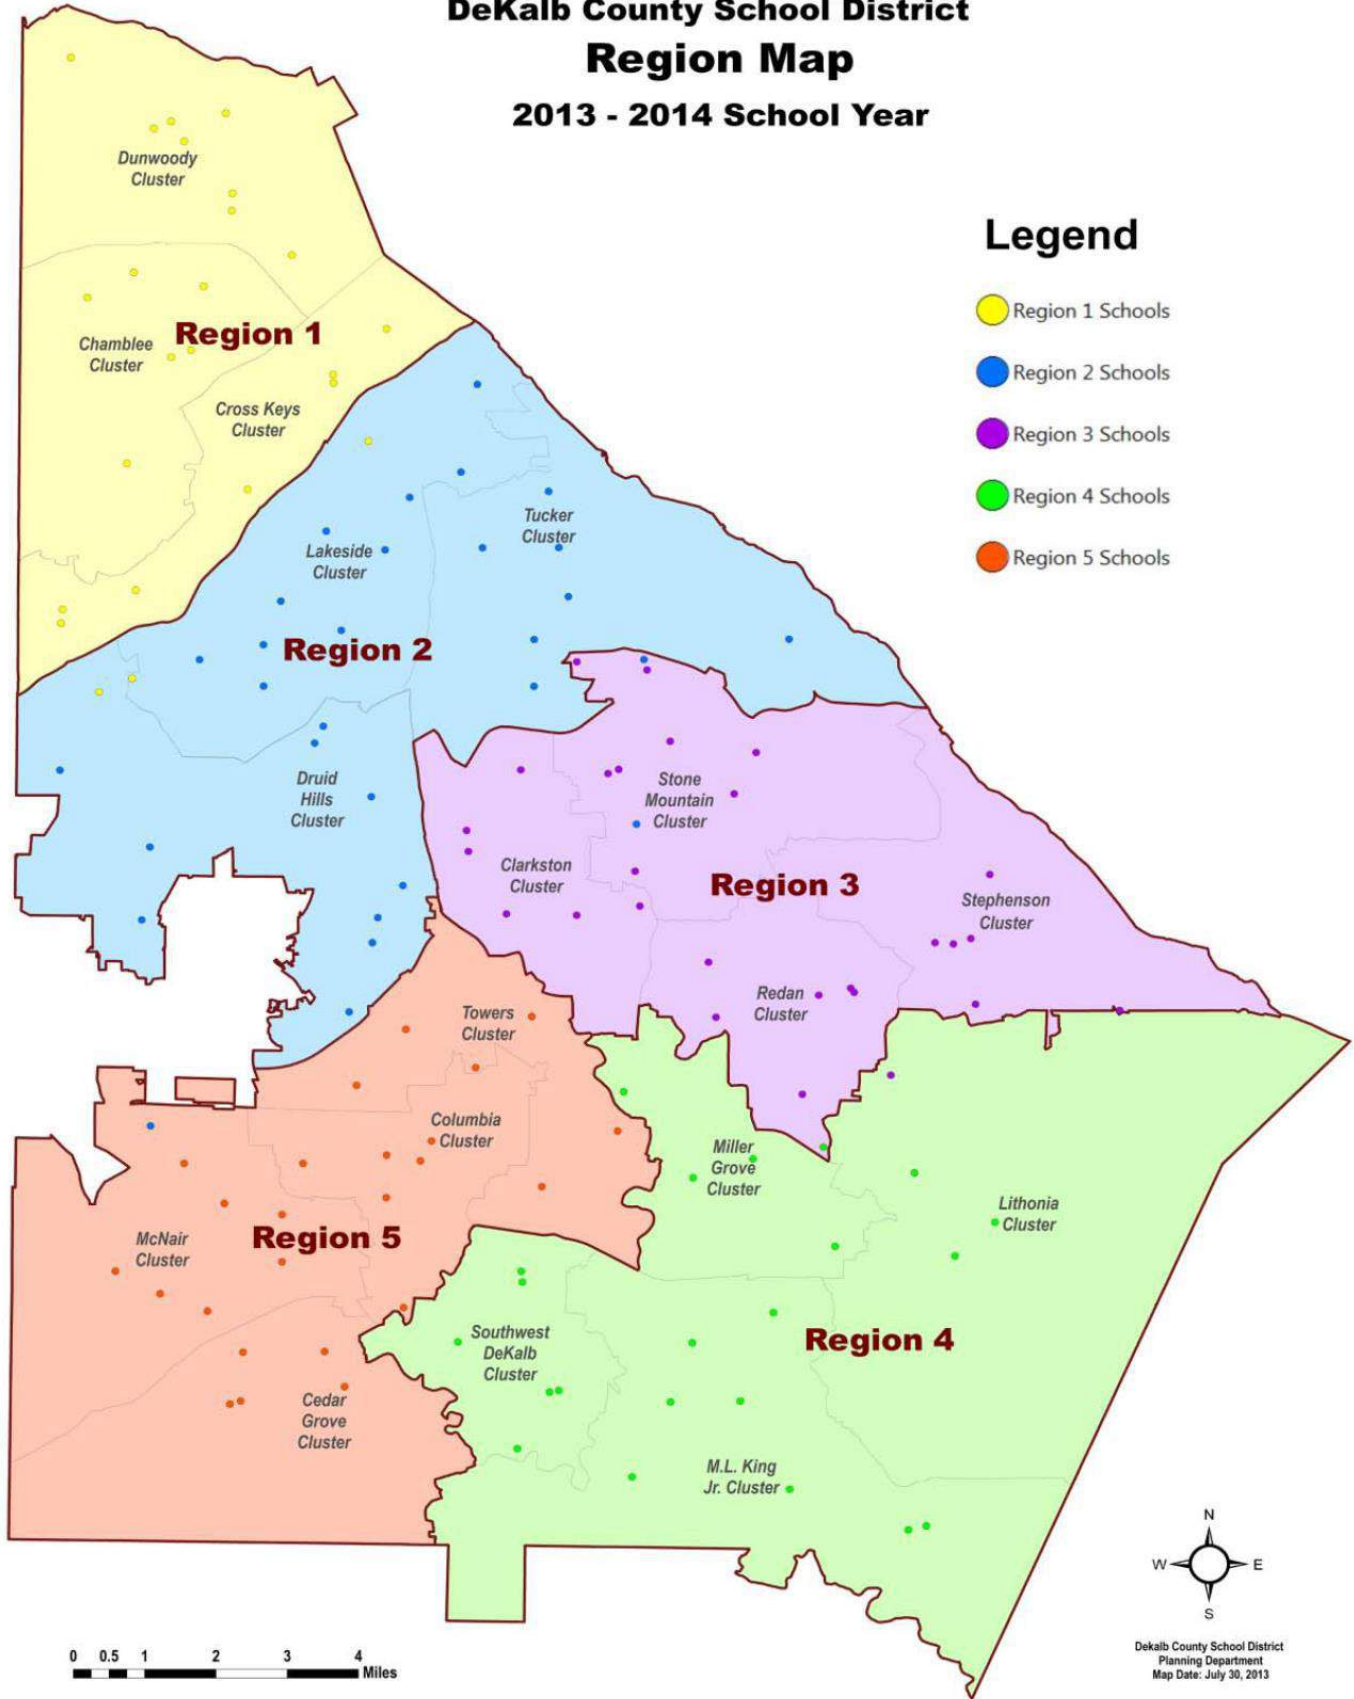 DeKalb County School District
Region Map
2013 - 2014 School Year
Legend
Region 1 Schools
Region 2 Schools
Region 3 Schools
Region 4 Schools
Region 5 Schools
Dunwoody
Cluster
Region 1
Chamblee
Cluster
Cross Keys
Cluster
Tucker
Cluster
Lakeside
Cluster
Region 2
Druid
Hills
Cluster
Stone
Mountain
Cluster
Clarkston
Cluster
Region 3
Stephenson
Cluster
Redan
Cluster
Towers
Cluster
Columbia
Cluster
Miller
Grove
Cluster
Lithonia
Cluster
McNair
Cluster
Region 5
Southwest
DeKalb
Cluster
Region 4
Cedar
Grove
Cluster
M.L. King
Jr. Cluster
N
W E
S
0 0.5 1 2 3 4
Miles
Dekalb County School District
Planning Department
Map Date: July 30, 2013